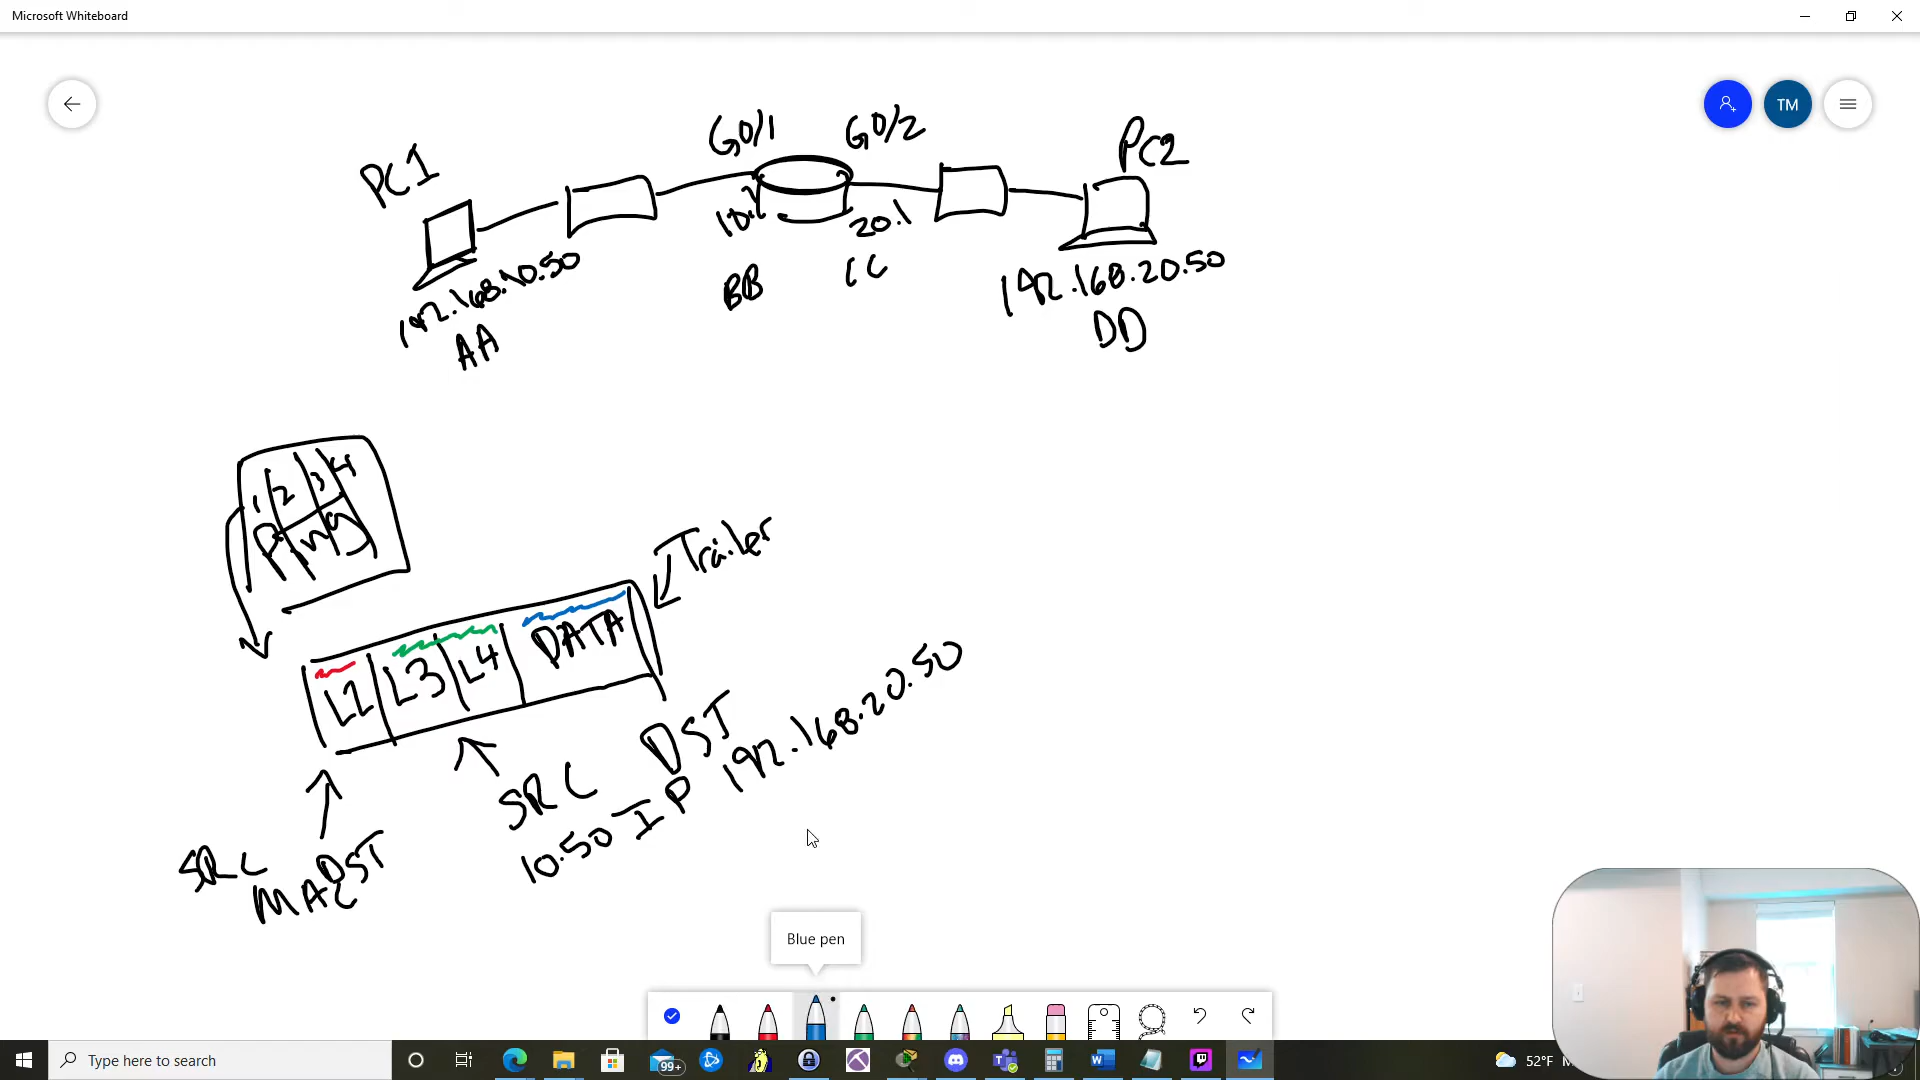 Microsoft Whiteboard
TM
PC1
G0/1
G0/2
PC2
192.168.10.50
AA
10.1
BB
20.1
CC
192.168.20.50
DD
1 2 3 4
Ping
Trailer
L2 L3 L4 DATA
SRC DST
MAC
SRC DST
10.50 IP 192.168.20.50
Blue pen
Type here to search
99+
52°F